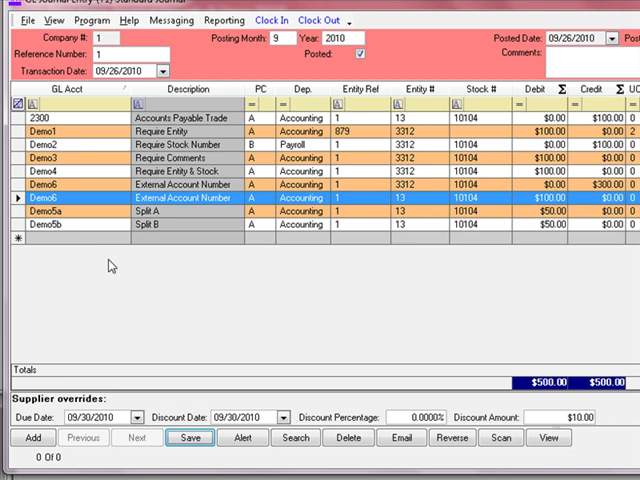 GL Journal Entry (V1) Standard Journal
File View Program Help Messaging Reporting Clock In Clock Out
Company #: 1 Posting Month: 9 Year: 2010 Posted Date: 09/26/2010 Poste
Reference Number: 1 Posted: Comments:
Transaction Date: 09/26/2010
GL Acct Description PC Dep. Entity Ref Entity # Stock # Debit Σ Credit Σ UC
A A = = A A A = = =
2300 Accounts Payable Trade A Accounting 1 13 10104 $0.00 $100.00 0
Demo1 Require Entity A Accounting 879 3312 $100.00 $0.00 2
Demo2 Require Stock Number B Payroll 1 3312 10104 $100.00 $0.00 0
Demo3 Require Comments A Accounting 1 3312 10104 $100.00 $0.00 0
Demo4 Require Entity & Stock A Accounting 1 3312 10104 $0.00 $100.00 0
Demo6 External Account Number A Accounting 1 3312 10104 $0.00 $300.00 0
Demo6 External Account Number A Accounting 1 13 10104 $100.00 $0.00 0
Demo5a Split A A Accounting 1 13 10104 $50.00 $0.00 0
Demo5b Split B A Accounting 1 13 10104 $50.00 $0.00 0
Totals
$500.00 $500.00
Supplier overrides:
Due Date: 09/30/2010 Discount Date: 09/30/2010 Discount Percentage: 0.0000% Discount Amount: $10.00
Add Previous Next Save Alert Search Delete Email Reverse Scan View
0 Of 0